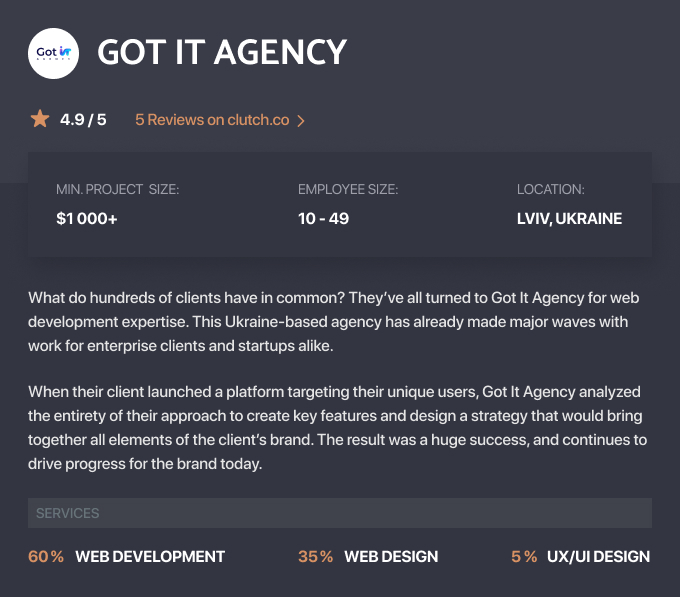 Got it
AGENCY
GOT IT AGENCY
4.9 / 5
5 Reviews on clutch.co
MIN. PROJECT SIZE:
EMPLOYEE SIZE:
LOCATION:
$1 000+
10 - 49
LVIV, UKRAINE
What do hundreds of clients have in common? They’ve all turned to Got It Agency for web
development expertise. This Ukraine-based agency has already made major waves with
work for enterprise clients and startups alike.
When their client launched a platform targeting their unique users, Got It Agency analyzed
the entirety of their approach to create key features and design a strategy that would bring
together all elements of the client’s brand. The result was a huge success, and continues to
drive progress for the brand today.
SERVICES
60% WEB DEVELOPMENT
35% WEB DESIGN
5% UX/UI DESIGN